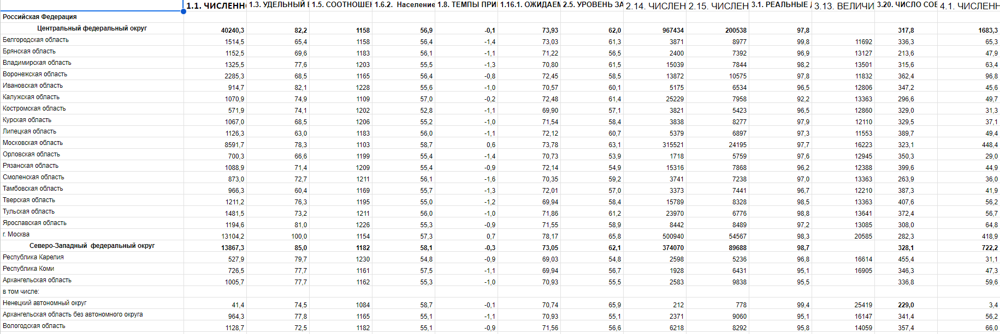 1.1. ЧИСЛЕНН 1.3. УДЕЛЬНЫЙ 1.5. СООТНОШЕН 1.6.2. Население 1.8. ТЕМПЫ ПРИ 1.16.1. ОЖИДАЕМ 2.5. УРОВЕНЬ ЗА 2.14. ЧИСЛЕН 2.15. ЧИСЛЕН 3.1. РЕАЛЬНЫЕ 3.13. ВЕЛИЧИ 3.20. ЧИСЛО СОБ 4.1. ЧИСЛЕНН
Российская Федерация
Центральный федеральный округ 40240,3 82,2 1158 56,9 -0,1 73,93 62,0 967434 200538 97,8 317,8 1683,3
Белгородская область 1514,5 65,4 1158 56,4 -1,4 73,03 61,3 3871 8977 99,8 11692 336,3 65,3
Брянская область 1152,5 69,6 1183 56,1 -1,1 71,22 56,5 2400 7392 96,9 13127 213,6 47,9
Владимирская область 1325,5 77,6 1203 55,5 -1,3 70,80 61,5 15039 7844 98,2 13501 315,6 63,4
Воронежская область 2285,3 68,5 1165 56,4 -0,8 72,45 58,5 13872 10575 97,8 11832 362,4 96,8
Ивановская область 914,7 82,1 1228 55,6 -1,0 70,57 60,1 5175 6534 96,5 12806 347,2 45,6
Калужская область 1070,9 74,9 1109 57,0 -0,2 72,48 61,4 25229 7958 92,2 13363 296,6 49,7
Костромская область 571,9 74,1 1202 52,8 -1,1 69,90 57,1 3821 5423 96,5 12860 329,0 31,3
Курская область 1067,0 68,5 1206 55,2 -1,0 71,54 58,4 3838 8277 97,9 12110 329,5 37,1
Липецкая область 1126,3 63,0 1183 56,0 -1,1 72,12 60,7 5379 6897 97,3 11553 389,7 49,4
Московская область 8591,7 78,3 1103 58,7 0,6 73,78 63,1 315521 24195 97,7 16223 323,1 448,4
Орловская область 700,3 66,6 1199 55,4 -1,4 70,73 53,9 1718 5759 97,6 12945 350,3 29,0
Рязанская область 1088,9 71,4 1209 55,4 -0,9 72,14 54,9 15316 7868 96,2 12388 399,6 44,9
Смоленская область 873,0 72,7 1211 56,1 -1,6 70,35 59,2 3741 7238 97,0 13363 263,9 36,0
Тамбовская область 966,3 60,4 1169 55,7 -1,3 72,01 57,0 3373 7441 96,7 12210 387,3 41,9
Тверская область 1211,2 76,3 1195 55,0 -1,2 69,94 58,4 15789 8328 98,5 13363 407,6 56,2
Тульская область 1481,5 73,2 1211 56,0 -1,0 71,86 61,2 23970 6776 98,8 13641 372,4 56,7
Ярославская область 1194,6 81,0 1226 55,3 -0,9 71,55 58,9 8442 8489 97,2 13085 308,0 64,8
г. Москва 13104,2 100,0 1154 57,3 0,7 78,17 65,8 500940 54567 98,3 20585 282,3 418,9
Северо-Западный федеральный округ 13867,3 85,0 1182 58,1 -0,3 73,05 62,1 374070 89688 98,7 328,1 722,2
Республика Карелия 527,9 79,7 1230 54,8 -0,9 69,03 54,8 2598 5236 96,8 16614 455,4 31,1
Республика Коми 726,5 77,7 1161 57,5 -1,1 69,94 56,7 1928 6431 95,1 16905 346,3 47,3
Архангельская область 1005,7 77,7 1162 55,3 -1,0 70,93 55,5 2583 9838 95,5 336,8 59,6
в том числе:
Ненецкий автономный округ 41,4 74,5 1084 58,7 -0,1 70,74 65,9 212 778 99,4 25419 229,0 3,4
Архангельская область без автономного округа 964,3 77,8 1165 55,1 -1,1 70,93 55,1 2371 9060 95,1 16147 341,4 56,2
Вологодская область 1128,7 72,5 1182 55,1 -0,9 71,56 56,6 6218 8292 95,8 14059 357,4 66,0